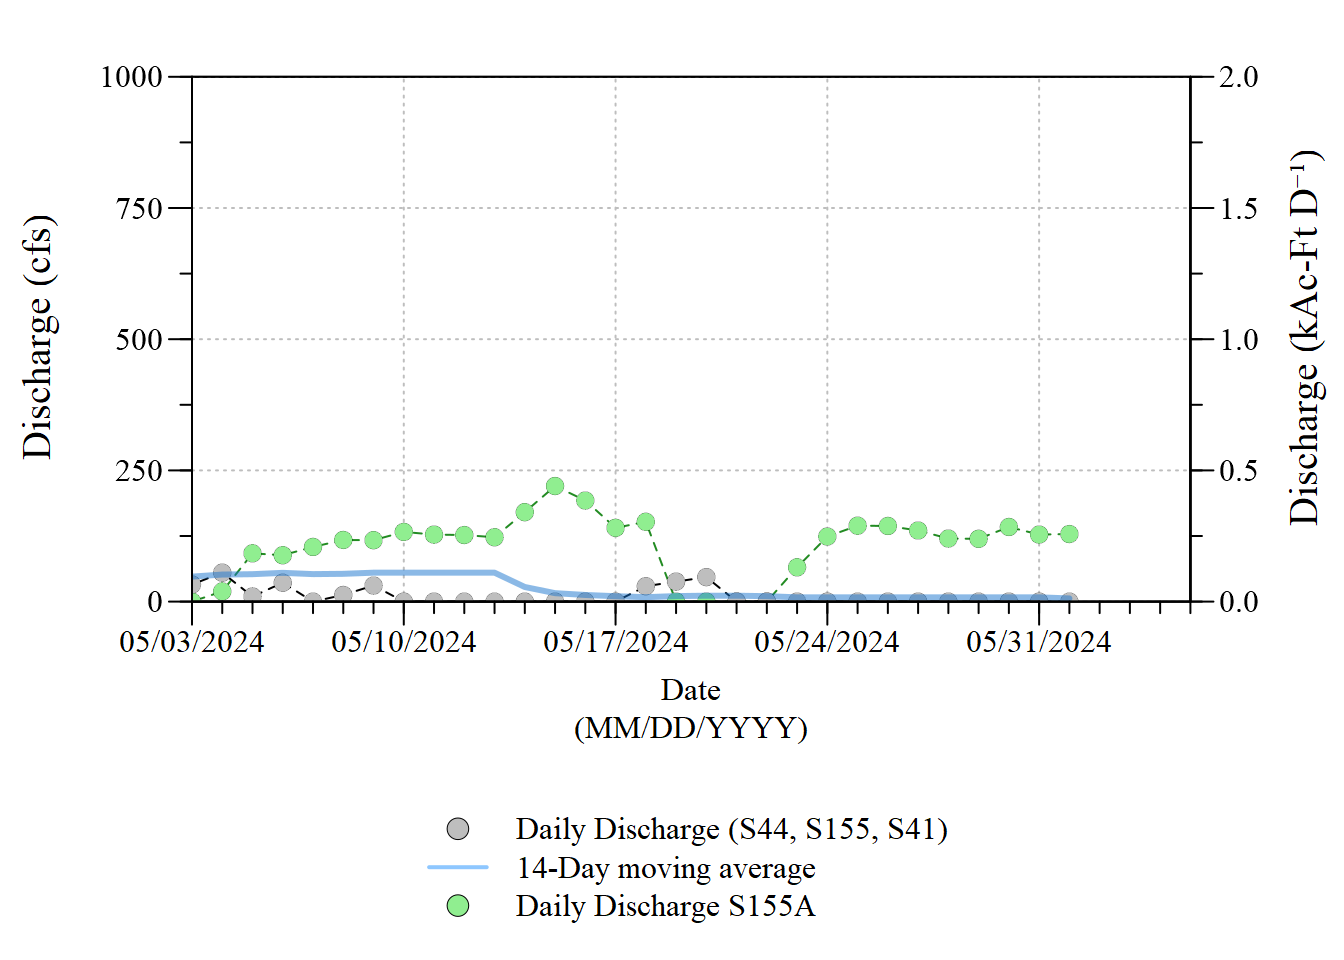 1000
750
500
250
0
2.0
1.5
1.0
0.5
0.0
Discharge (cfs)
Discharge (kAc-Ft D⁻¹)
05/03/2024 05/10/2024 05/17/2024 05/24/2024 05/31/2024
Date
(MM/DD/YYYY)
Daily Discharge (S44, S155, S41)
14-Day moving average
Daily Discharge S155A